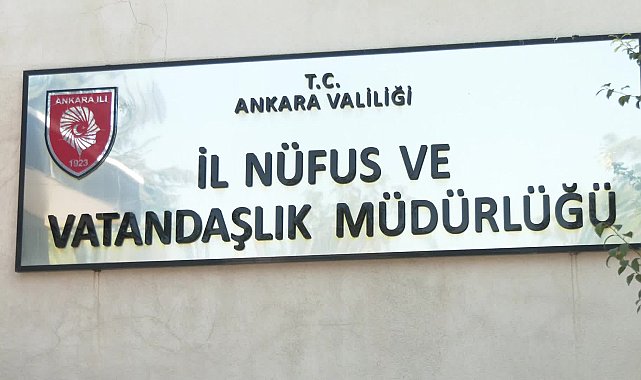 ANKARA İLİ
1923
T.C.
ANKARA VALİLİĞİ
İL NÜFUS VE
VATANDAŞLIK MÜDÜRLÜĞÜ